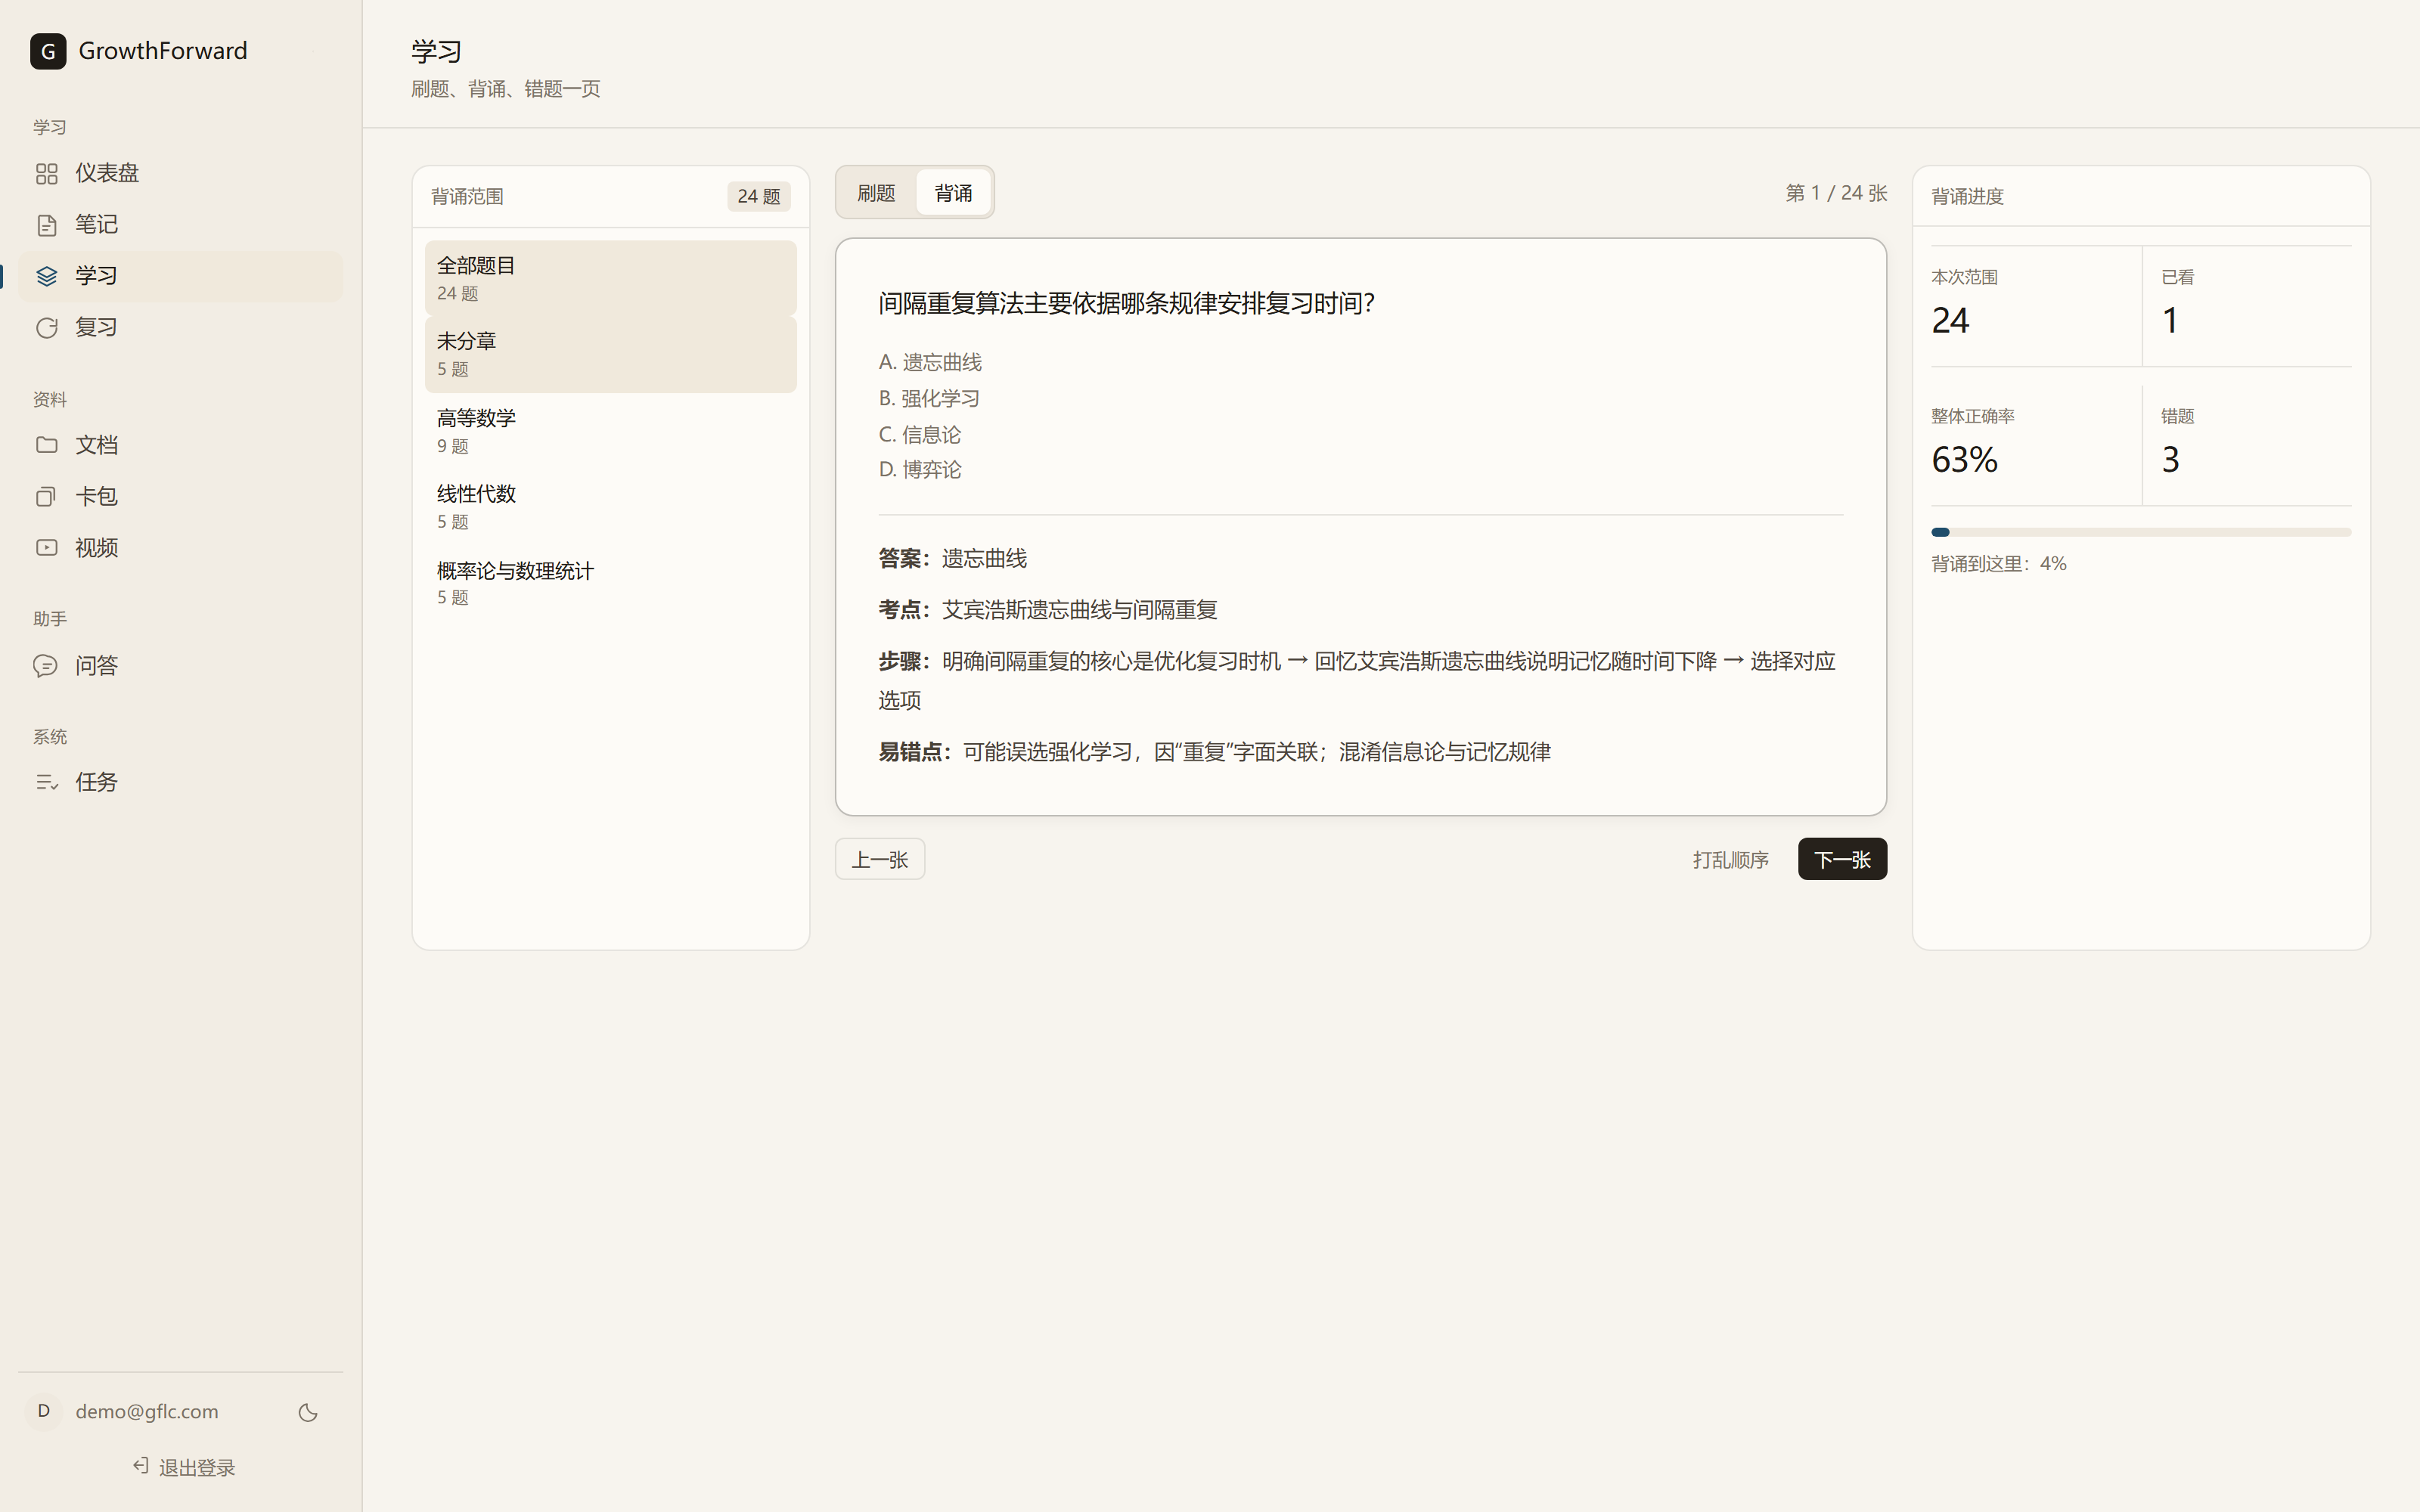 G GrowthForward
学习
仪表盘
笔记
学习
复习
资料
文档
卡包
视频
助手
问答
系统
任务
D demo@gflc.com
退出登录
学习
刷题、背诵、错题一页
背诵范围 24 题
全部题目
24 题
未分章
5 题
高等数学
9 题
线性代数
5 题
概率论与数理统计
5 题
刷题 背诵 第 1 / 24 张
间隔重复算法主要依据哪条规律安排复习时间?
A. 遗忘曲线
B. 强化学习
C. 信息论
D. 博弈论
答案：遗忘曲线
考点：艾宾浩斯遗忘曲线与间隔重复
步骤：明确间隔重复的核心是优化复习时机 → 回忆艾宾浩斯遗忘曲线说明记忆随时间下降 → 选择对应
选项
易错点：可能误选强化学习，因“重复”字面关联；混淆信息论与记忆规律
上一张 打乱顺序 下一张
背诵进度
本次范围 已看
24 1
整体正确率 错题
63% 3
背诵到这里：4%